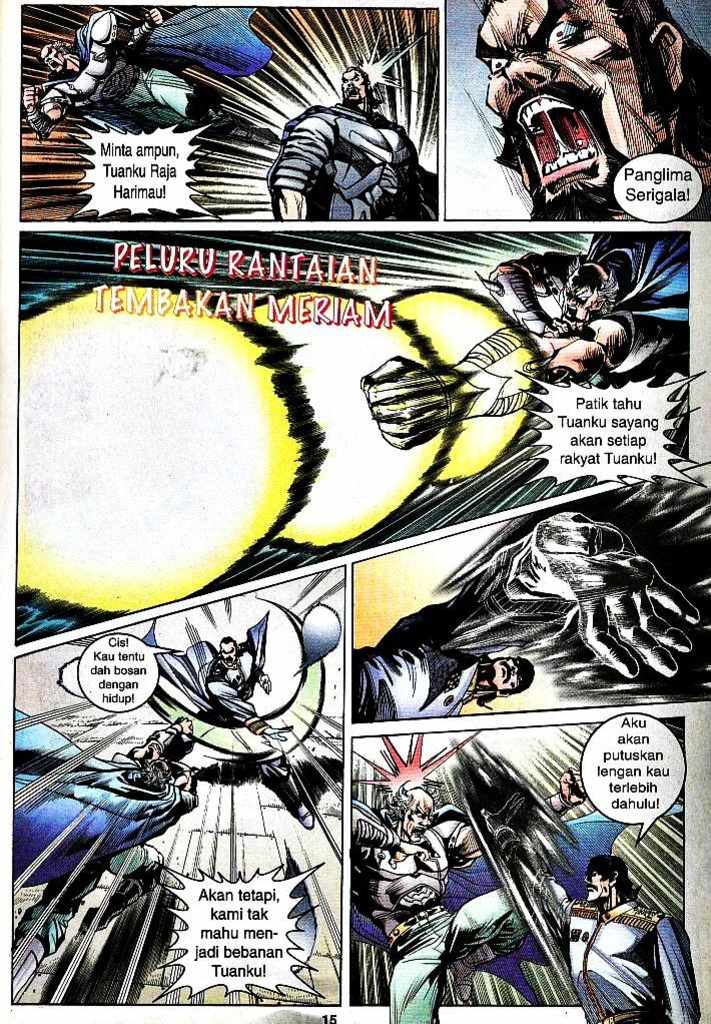 Minta ampun,
Tuanku Raja
Harimau!
Panglima
Serigala!
PELURU RANTAIAN
TEMBAKAN MERIAM
Patik tahu
Tuanku sayang
akan setiap
rakyat Tuanku!
Cis!
Kau tentu
dah bosan
dengan
hidup!
Akan tetapi,
kami tak
mahu men-
jadi bebanan
Tuanku!
Aku
akan
putuskan
lengan kau
terlebih
dahulu!
15